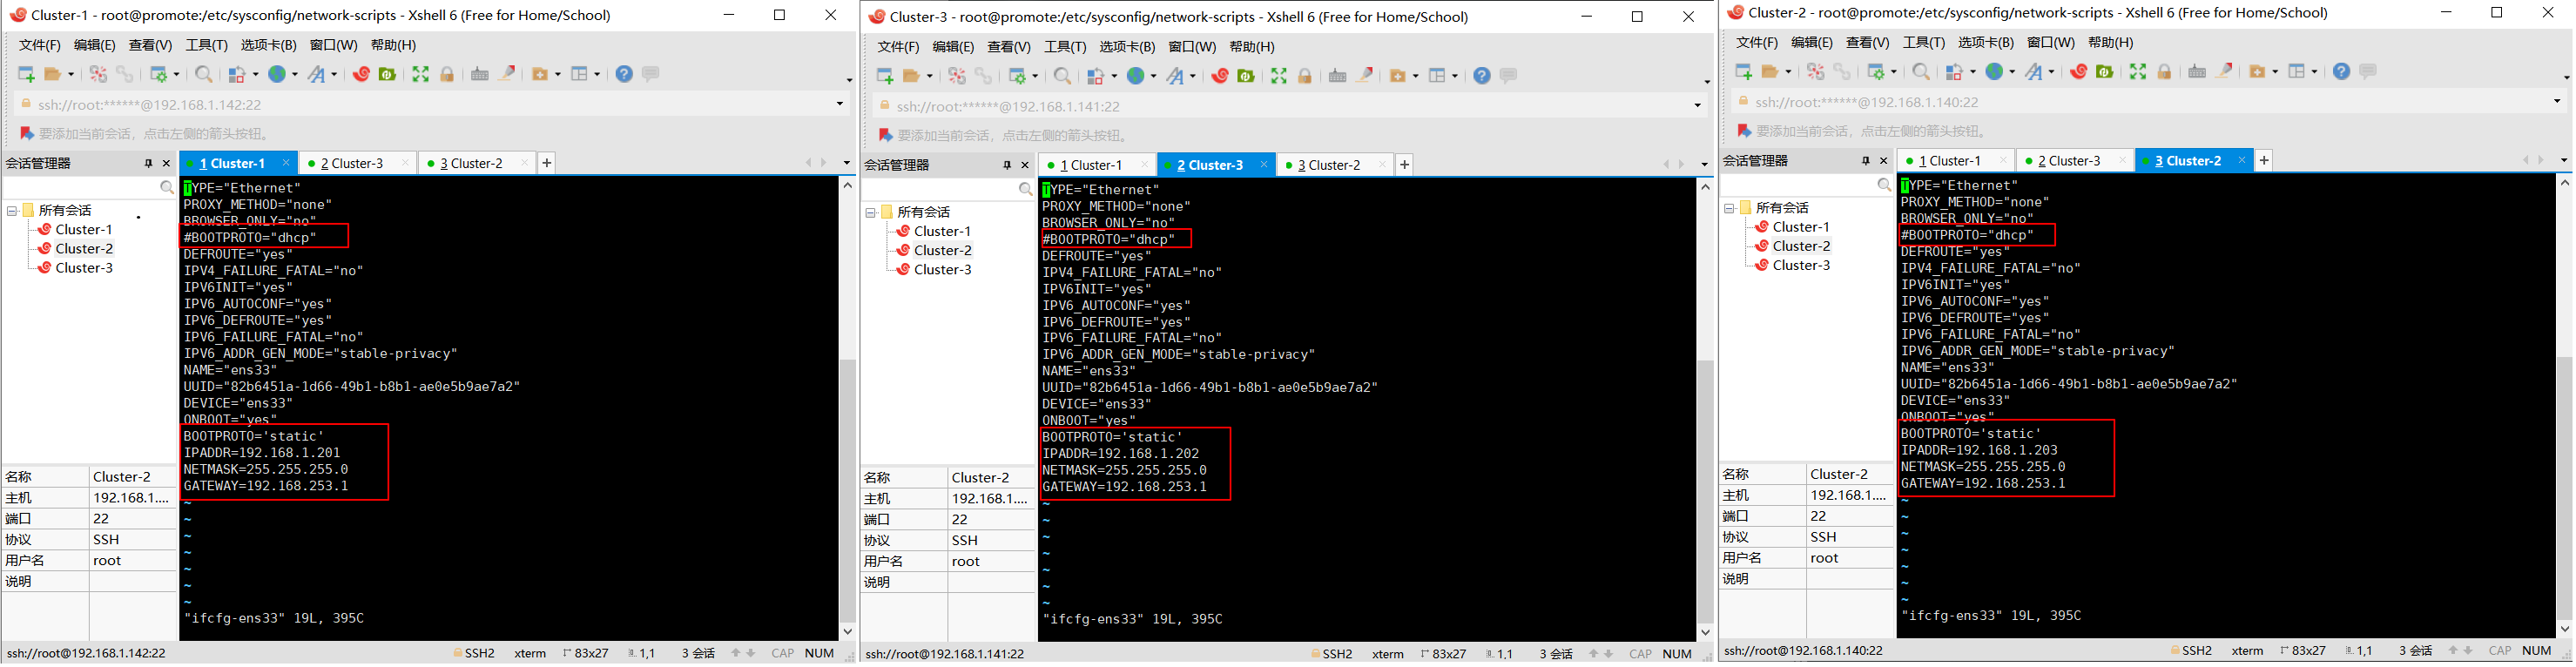 Cluster-1 - root@promote:/etc/sysconfig/network-scripts - Xshell 6 (Free for Home/School)
文件(F) 编辑(E) 查看(V) 工具(T) 选项卡(B) 窗口(W) 帮助(H)
ssh://root:******@192.168.1.142:22
要添加当前会话，点击左侧的箭头按钮。
会话管理器
1 Cluster-1 2 Cluster-3 3 Cluster-2
所有会话
Cluster-1
Cluster-2
Cluster-3
名称 Cluster-2
主机 192.168.1....
端口 22
协议 SSH
用户名 root
说明
TYPE="Ethernet"
PROXY_METHOD="none"
BROWSER_ONLY="no"
#BOOTPROTO="dhcp"
DEFROUTE="yes"
IPV4_FAILURE_FATAL="no"
IPV6INIT="yes"
IPV6_AUTOCONF="yes"
IPV6_DEFROUTE="yes"
IPV6_FAILURE_FATAL="no"
IPV6_ADDR_GEN_MODE="stable-privacy"
NAME="ens33"
UUID="82b6451a-1d66-49b1-b8b1-ae0e5b9ae7a2"
DEVICE="ens33"
ONBOOT="yes"
BOOTPROTO='static'
IPADDR=192.168.1.201
NETMASK=255.255.255.0
GATEWAY=192.168.253.1
~
~
~
~
~
~
~
"ifcfg-ens33" 19L, 395C
ssh://root@192.168.1.142:22 SSH2 xterm 83x27 1,1 3 会话 CAP NUM
Cluster-3 - root@promote:/etc/sysconfig/network-scripts - Xshell 6 (Free for Home/School)
文件(F) 编辑(E) 查看(V) 工具(T) 选项卡(B) 窗口(W) 帮助(H)
ssh://root:******@192.168.1.141:22
要添加当前会话，点击左侧的箭头按钮。
会话管理器
1 Cluster-1 2 Cluster-3 3 Cluster-2
所有会话
Cluster-1
Cluster-2
Cluster-3
名称 Cluster-2
主机 192.168.1....
端口 22
协议 SSH
用户名 root
说明
TYPE="Ethernet"
PROXY_METHOD="none"
BROWSER_ONLY="no"
#BOOTPROTO="dhcp"
DEFROUTE="yes"
IPV4_FAILURE_FATAL="no"
IPV6INIT="yes"
IPV6_AUTOCONF="yes"
IPV6_DEFROUTE="yes"
IPV6_FAILURE_FATAL="no"
IPV6_ADDR_GEN_MODE="stable-privacy"
NAME="ens33"
UUID="82b6451a-1d66-49b1-b8b1-ae0e5b9ae7a2"
DEVICE="ens33"
ONBOOT="yes"
BOOTPROTO='static'
IPADDR=192.168.1.202
NETMASK=255.255.255.0
GATEWAY=192.168.253.1
~
~
~
~
~
~
~
"ifcfg-ens33" 19L, 395C
ssh://root@192.168.1.141:22 SSH2 xterm 83x27 1,1 3 会话 CAP NUM
Cluster-2 - root@promote:/etc/sysconfig/network-scripts - Xshell 6 (Free for Home/School)
文件(F) 编辑(E) 查看(V) 工具(T) 选项卡(B) 窗口(W) 帮助(H)
ssh://root:******@192.168.1.140:22
要添加当前会话，点击左侧的箭头按钮。
会话管理器
1 Cluster-1 2 Cluster-3 3 Cluster-2
所有会话
Cluster-1
Cluster-2
Cluster-3
名称 Cluster-2
主机 192.168.1....
端口 22
协议 SSH
用户名 root
说明
TYPE="Ethernet"
PROXY_METHOD="none"
BROWSER_ONLY="no"
#BOOTPROTO="dhcp"
DEFROUTE="yes"
IPV4_FAILURE_FATAL="no"
IPV6INIT="yes"
IPV6_AUTOCONF="yes"
IPV6_DEFROUTE="yes"
IPV6_FAILURE_FATAL="no"
IPV6_ADDR_GEN_MODE="stable-privacy"
NAME="ens33"
UUID="82b6451a-1d66-49b1-b8b1-ae0e5b9ae7a2"
DEVICE="ens33"
ONBOOT="yes"
BOOTPROTO='static'
IPADDR=192.168.1.203
NETMASK=255.255.255.0
GATEWAY=192.168.253.1
~
~
~
~
~
~
~
"ifcfg-ens33" 19L, 395C
ssh://root@192.168.1.140:22 SSH2 xterm 83x27 1,1 3 会话 CAP NUM